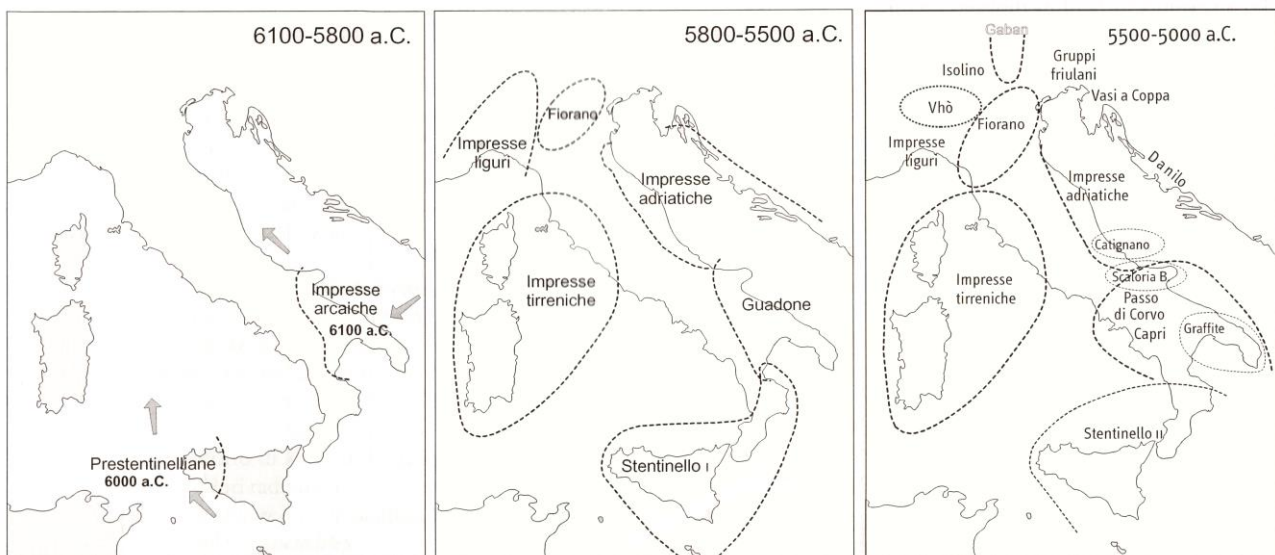 6100-5800 a.C.
Impresse
arcaiche
6100 a.C.
Prestentinelliane
6000 a.C.
5800-5500 a.C.
Fiorano
Impresse
liguri
Impresse
adriatiche
Impresse
tirreniche
Guadone
Stentinello I
5500-5000 a.C.
Gaban
Isolino
Gruppi
friulani
Vhò
Fiorano
Vasi a Coppa
Impresse
liguri
Danilo
Impresse
adriatiche
Catignano
Scaloria B
Impresse
tirreniche
Passo
di Corvo
Capri
Graffite
Stentinello II